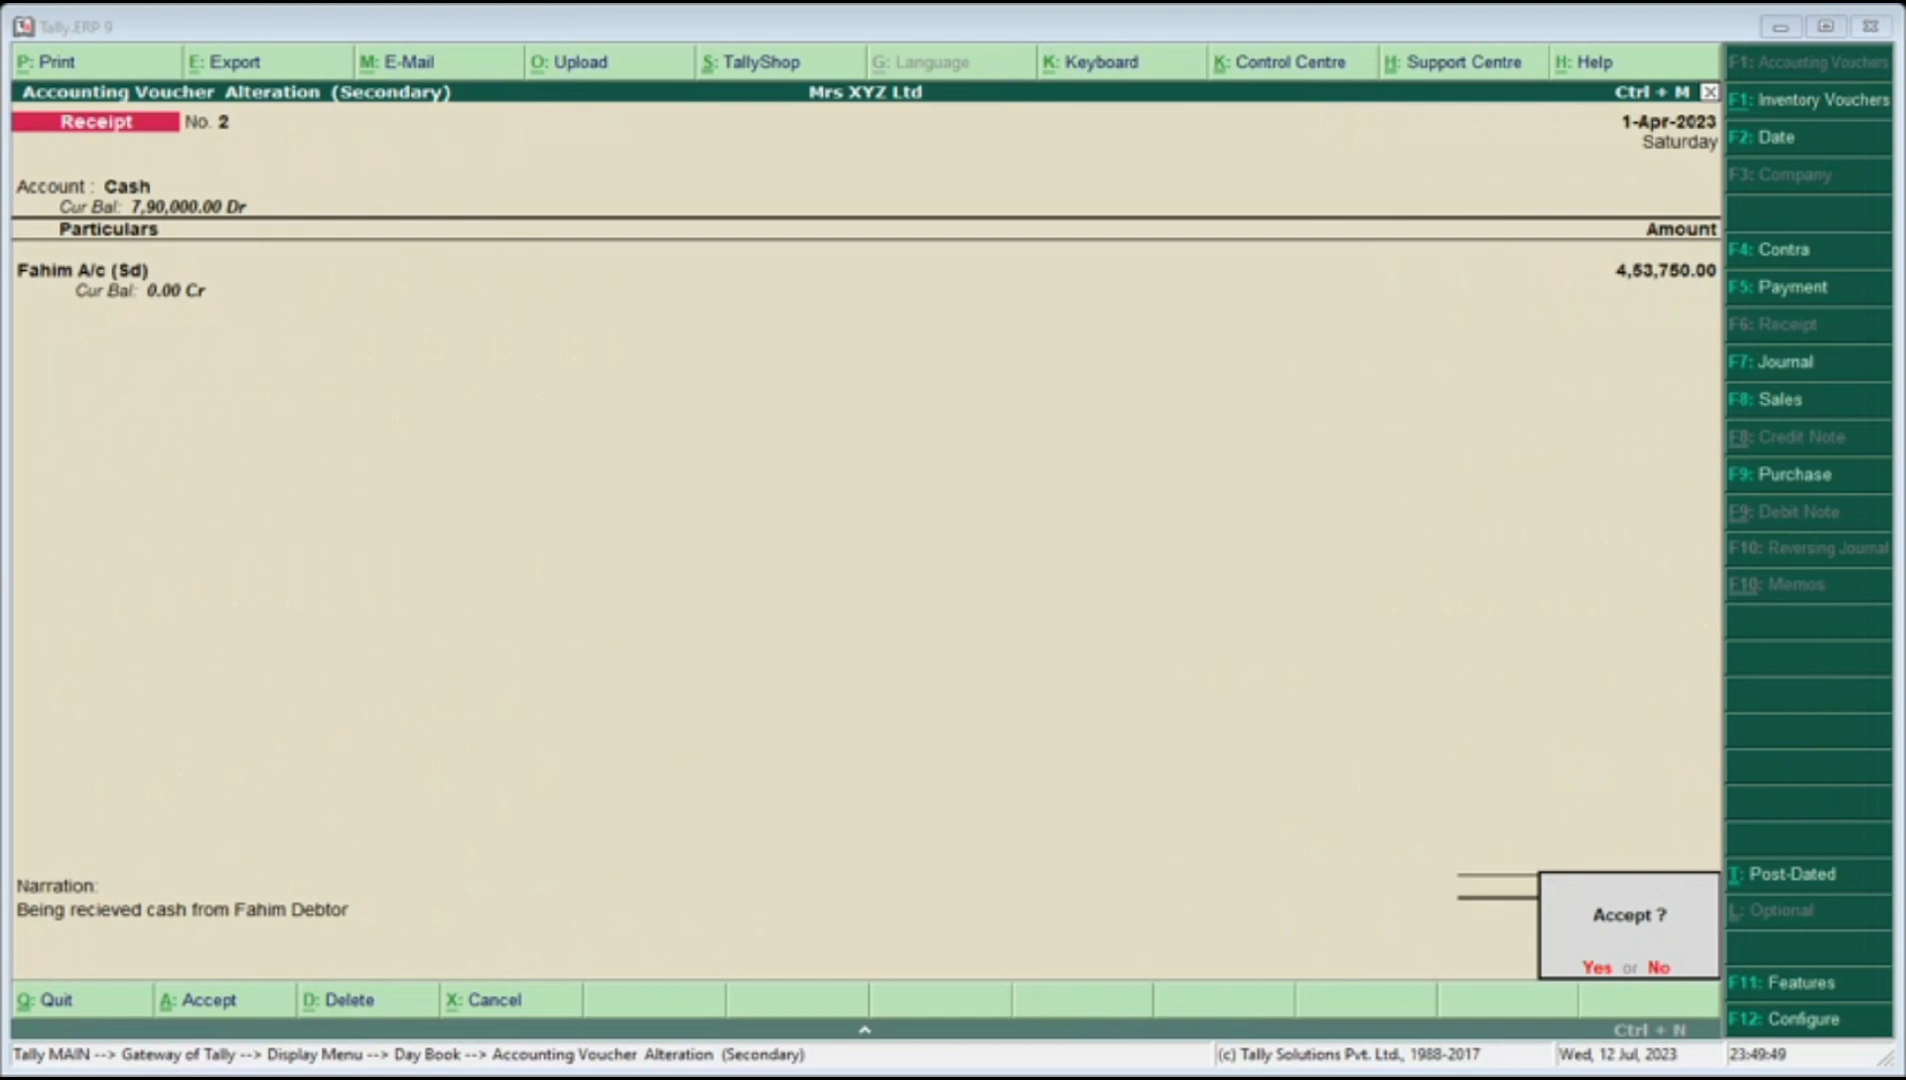 Tally.ERP 9
P: Print E: Export M: E-Mail O: Upload S: TallyShop G: Language K: Keyboard K: Control Centre H: Support Centre H: Help
Accounting Voucher Alteration (Secondary) Mrs XYZ Ltd Ctrl + M
Receipt No. 2 1-Apr-2023
Saturday
Account : Cash
Cur Bal: 7,90,000.00 Dr
Particulars Amount
Fahim A/c (Sd) 4,53,750.00
Cur Bal: 0.00 Cr
Narration:
Being recieved cash from Fahim Debtor
Accept ?
Yes or No
F1: Accounting Vouchers
F1: Inventory Vouchers
F2: Date
F3: Company
F4: Contra
F5: Payment
F6: Receipt
F7: Journal
F8: Sales
F8: Credit Note
F9: Purchase
F9: Debit Note
F10: Reversing Journal
F10: Memos
T: Post-Dated
L: Optional
F11: Features
F12: Configure
Q: Quit A: Accept D: Delete X: Cancel
Ctrl + N
Tally MAIN --> Gateway of Tally --> Display Menu --> Day Book --> Accounting Voucher Alteration (Secondary) (c) Tally Solutions Pvt. Ltd., 1988-2017 Wed, 12 Jul, 2023 23:49:49